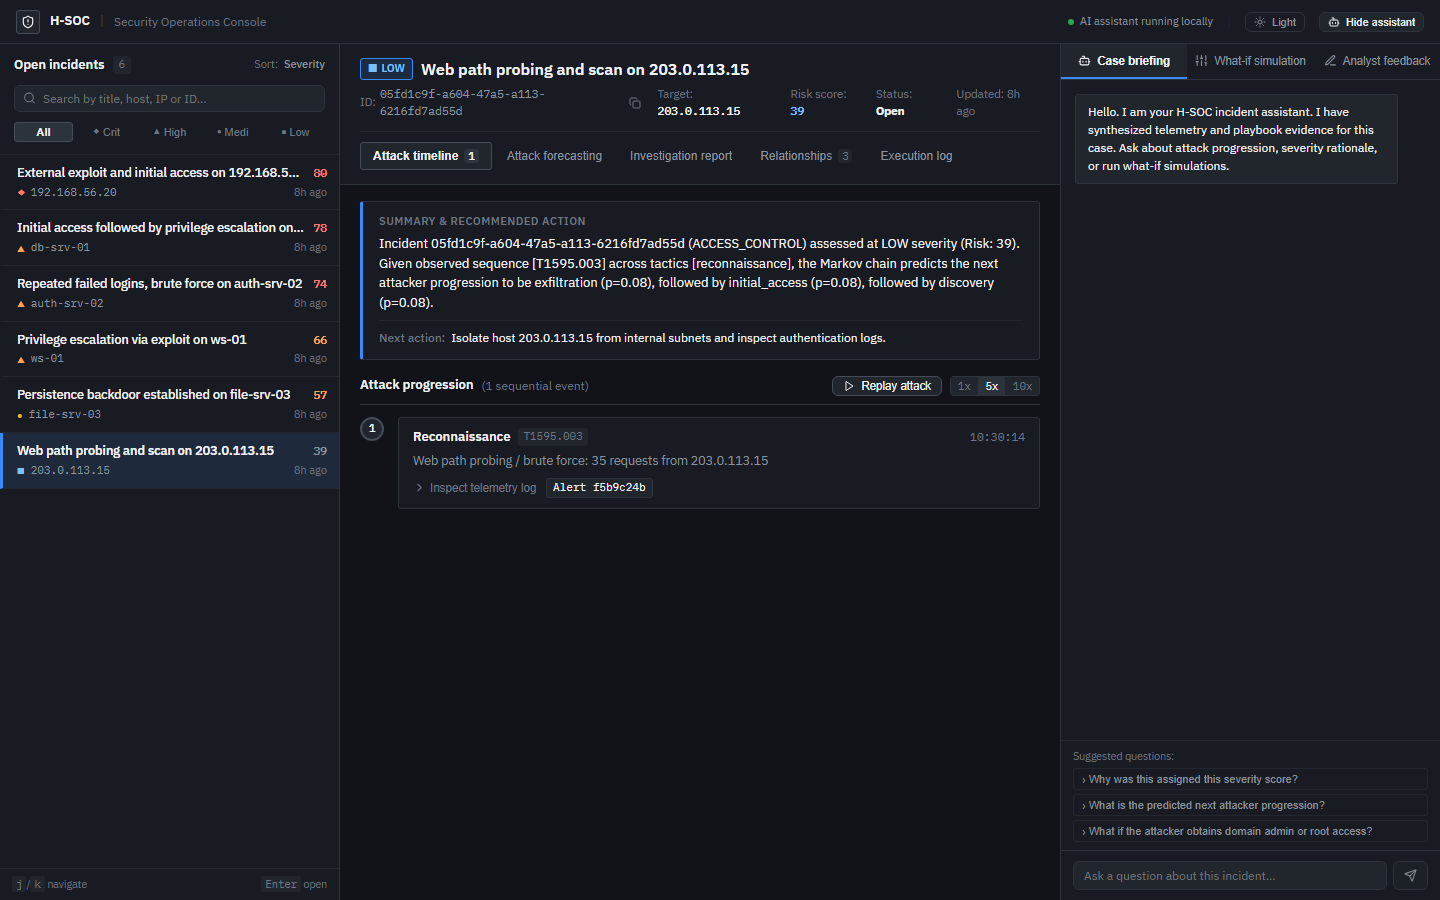 H-SOC | Security Operations Console
AI assistant running locally
Light
Hide assistant
Open incidents 6
Sort: Severity
Search by title, host, IP or ID...
All
Crit
High
Medi
Low
External exploit and initial access on 192.168.5... 80
192.168.56.20 8h ago
Initial access followed by privilege escalation on... 78
db-srv-01 8h ago
Repeated failed logins, brute force on auth-srv-02 74
auth-srv-02 8h ago
Privilege escalation via exploit on ws-01 66
ws-01 8h ago
Persistence backdoor established on file-srv-03 57
file-srv-03 8h ago
Web path probing and scan on 203.0.113.15 39
203.0.113.15 8h ago
j / k navigate
Enter open
LOW Web path probing and scan on 203.0.113.15
ID: 05fd1c9f-a604-47a5-a113-
6216fd7ad55d
Target:
203.0.113.15
Risk score:
39
Status:
Open
Updated: 8h
ago
Attack timeline 1
Attack forecasting
Investigation report
Relationships 3
Execution log
SUMMARY & RECOMMENDED ACTION
Incident 05fd1c9f-a604-47a5-a113-6216fd7ad55d (ACCESS_CONTROL) assessed at LOW severity (Risk: 39).
Given observed sequence [T1595.003] across tactics [reconnaissance], the Markov chain predicts the next
attacker progression to be exfiltration (p=0.08), followed by initial_access (p=0.08), followed by discovery
(p=0.08).
Next action: Isolate host 203.0.113.15 from internal subnets and inspect authentication logs.
Attack progression (1 sequential event)
Replay attack
1x 5x 10x
1
Reconnaissance T1595.003 10:30:14
Web path probing / brute force: 35 requests from 203.0.113.15
Inspect telemetry log Alert f5b9c24b
Case briefing
What-if simulation
Analyst feedback
Hello. I am your H-SOC incident assistant. I have
synthesized telemetry and playbook evidence for this
case. Ask about attack progression, severity rationale,
or run what-if simulations.
Suggested questions:
› Why was this assigned this severity score?
› What is the predicted next attacker progression?
› What if the attacker obtains domain admin or root access?
Ask a question about this incident...